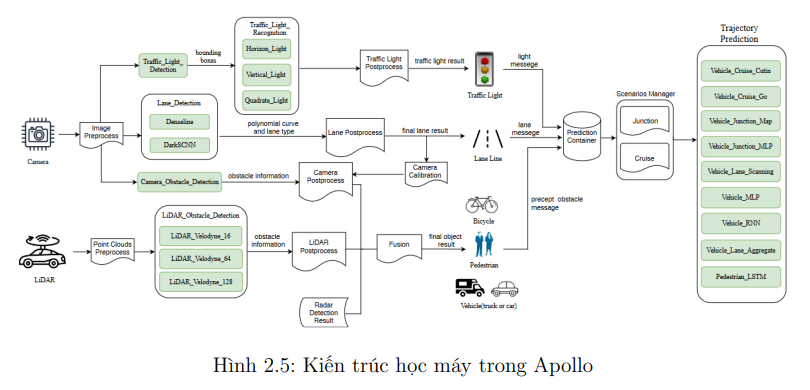 Trajectory
Prediction
Traffic_Light_
Recognition
Horizon_Light
Vertical_Light
Quadrate_Light
Traffic_Light_
Detection
bounding
boxes
Traffic Light
Postprocess
traffic light result
Traffic Light
light
message
Lane_Detection
Denseline
DarkSCNN
Camera
Image
Preprocess
polynomial curve
and lane type
Lane Postprocess
final lane result
Lane Line
lane
messege
Prediction
Container
Scenarios Manager
Junction
Cruise
Camera_Obstacle_Detection
obstacle information
Camera
Postprocess
Camera
Calibration
precept obstacle
message
Bicycle
LiDAR_Obstacle_Detection
LiDAR_Velodyne_16
LiDAR_Velodyne_64
LiDAR_Velodyne_128
LiDAR
Point Clouds
Preprocess
obstacle
information
LiDAR
Postprocess
Fusion
final object
result
Pedestrian
Radar
Detection
Result
Vehicle(truck or car)
Vehicle_Cruise_Cutin
Vehicle_Cruise_Go
Vehicle_Junction_Map
Vehicle_Junction_MLP
Vehicle_Lane_Scanning
Vehicle_MLP
Vehicle_RNN
Vehicle_Lane_Aggregate
Pedestrian_LSTM
Hình 2.5: Kiến trúc học máy trong Apollo